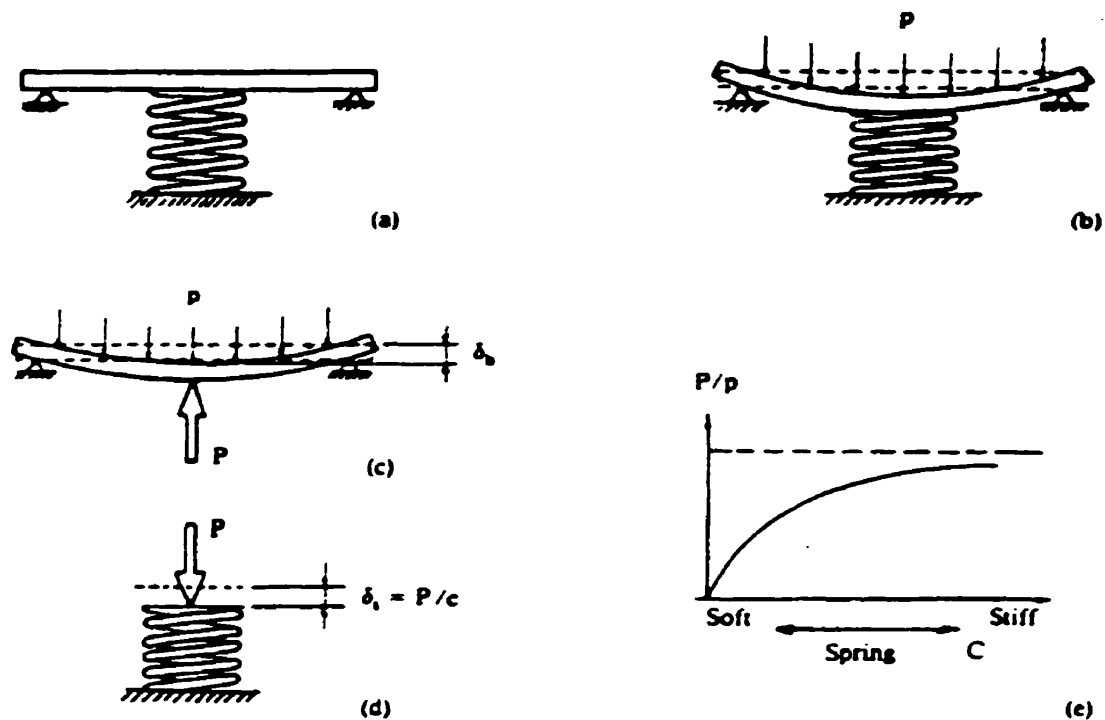 (a)
p
(b)
p
δb
P
(c)
P
δs = P/c
(d)
P/p
Soft Stiff
Spring C
(e)